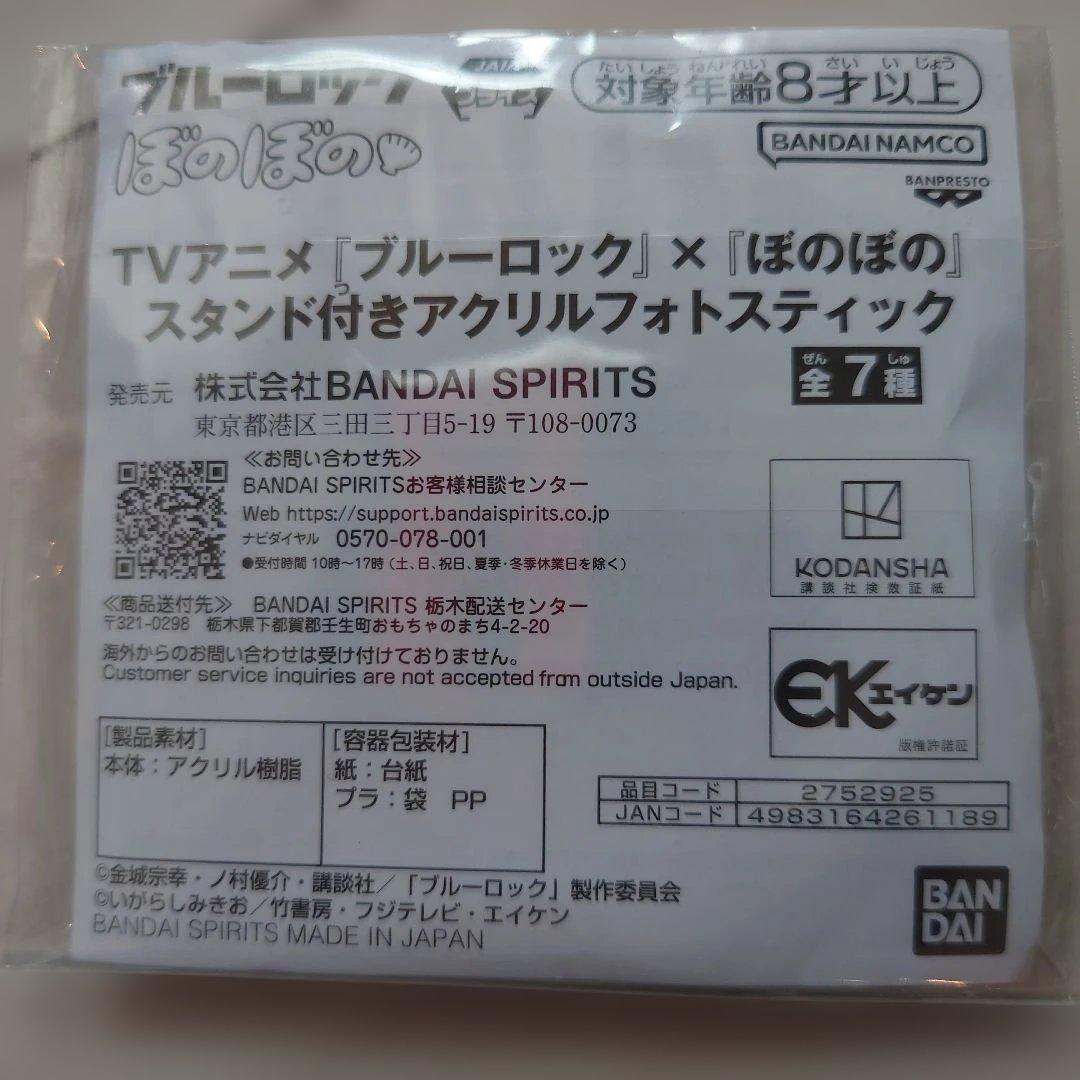 ブルーロック
JAIA
プライズ
たいしょうねんれい さいいじょう
対象年齢8才以上
ぼのぼの
BANDAI NAMCO
BANPRESTO
TVアニメ『ブルーロック』×『ぼのぼの』
つ
スタンド付きアクリルフォトスティック
ぜん しゅ
全7種
発売元 株式会社BANDAI SPIRITS
東京都港区三田三丁目5-19 〒108-0073
≪お問い合わせ先≫
BANDAI SPIRITSお客様相談センター
Web https://support.bandaispirits.co.jp
ナビダイヤル 0570-078-001
●受付時間 10時〜17時（土、日、祝日、夏季・冬季休業日を除く）
KODANSHA
講談社検数証紙
≪商品送付先≫ BANDAI SPIRITS 栃木配送センター
〒321-0298 栃木県下都賀郡壬生町おもちゃのまち4-2-20
海外からのお問い合わせは受け付けておりません。
Customer service inquiries are not accepted from outside Japan.
EKエイケン
版権許諾証
[製品素材]
本体：アクリル樹脂
[容器包装材]
紙：台紙
プラ：袋 PP
品目コード 2752925
JANコード 4983164261189
©金城宗幸・ノ村優介・講談社／「ブルーロック」製作委員会
©いがらしみきお／竹書房・フジテレビ・エイケン
BANDAI SPIRITS MADE IN JAPAN
BAN
DAI